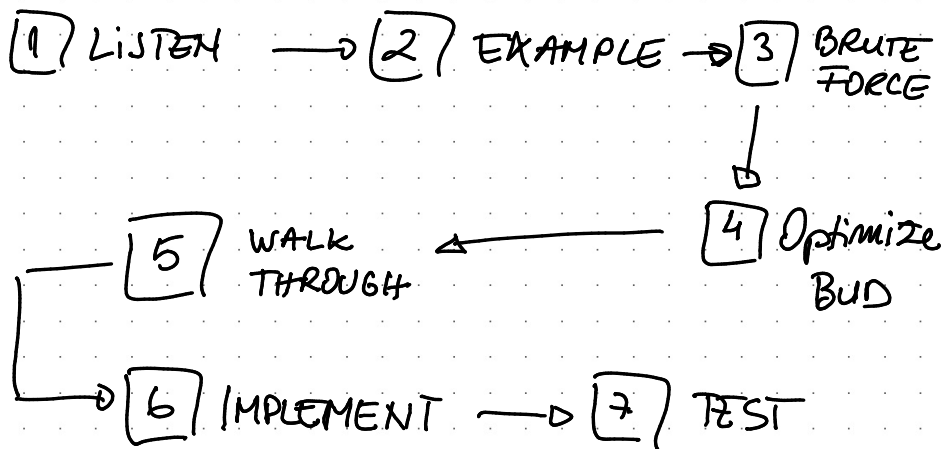 1 LiSTEN 2 EXAMPLE 3 BRUTE
FORCE
4 Optimize
BUD
5 WALK
THROUGH
6 IMPLEMENT 7 TEST